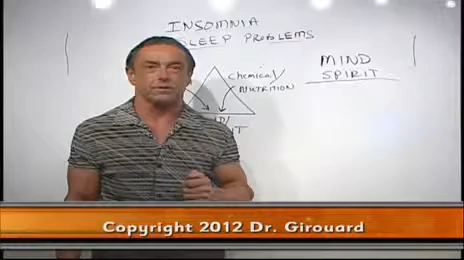 INSOMNIA
SLEEP PROBLEMS
MIND
SPIRIT
Chemical/
NUTRITION
Copyright 2012 Dr. Girouard